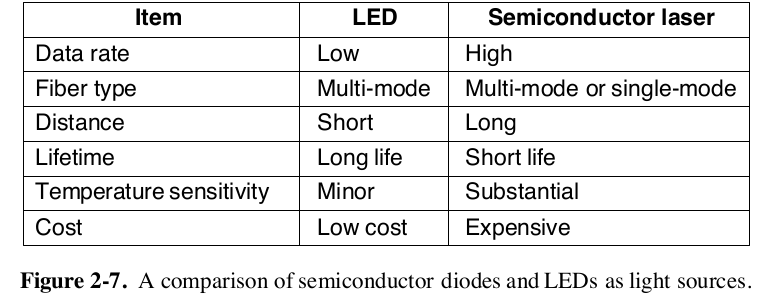 Item LED Semiconductor laser
Data rate Low High
Fiber type Multi-mode Multi-mode or single-mode
Distance Short Long
Lifetime Long life Short life
Temperature sensitivity Minor Substantial
Cost Low cost Expensive
Figure 2-7. A comparison of semiconductor diodes and LEDs as light sources.